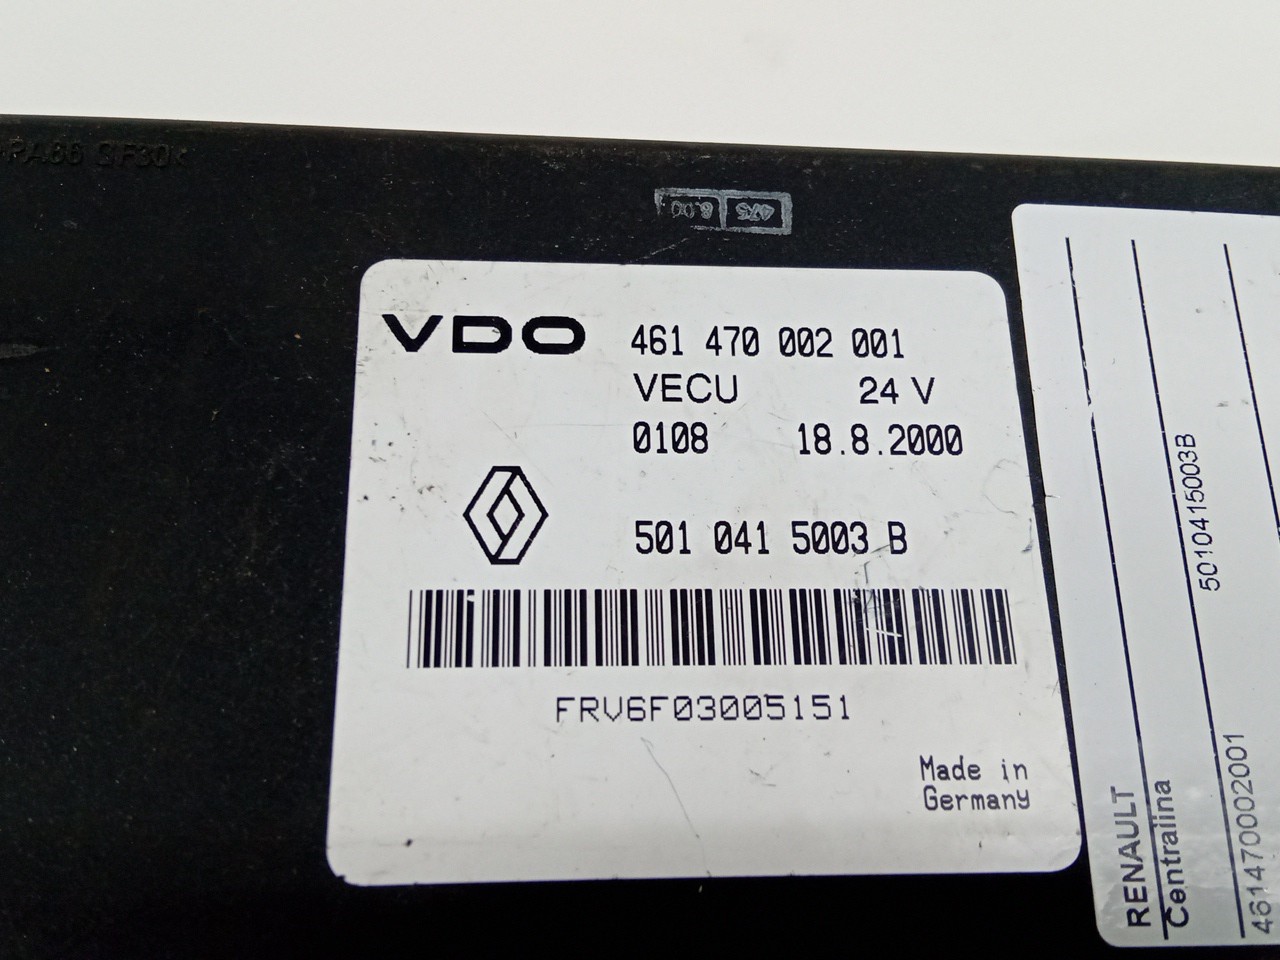 PA66 GF30<
8.00 475
VDO
461 470 002 001
VECU 24 V
0108 18.8.2000
501 041 5003 B
FRV6F03005151
Made in
Germany
RENAULT
Centralina
5010415003B
461470002001